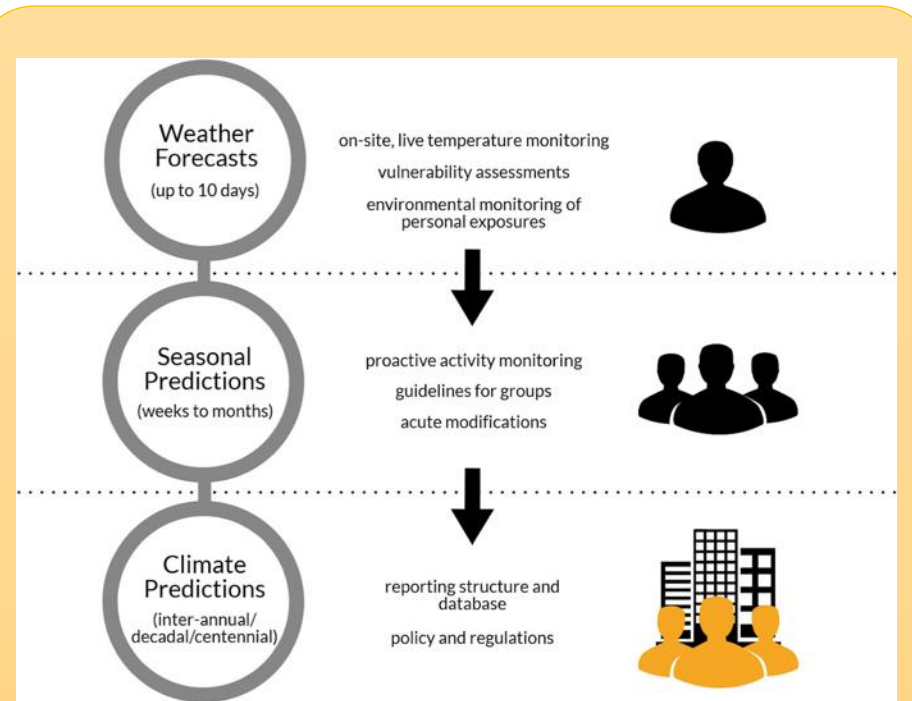 Weather
Forecasts
(up to 10 days)
on-site, live temperature monitoring
vulnerability assessments
environmental monitoring of
personal exposures
Seasonal
Predictions
(weeks to months)
proactive activity monitoring
guidelines for groups
acute modifications
Climate
Predictions
(inter-annual/
decadal/centennial)
reporting structure and
database
policy and regulations